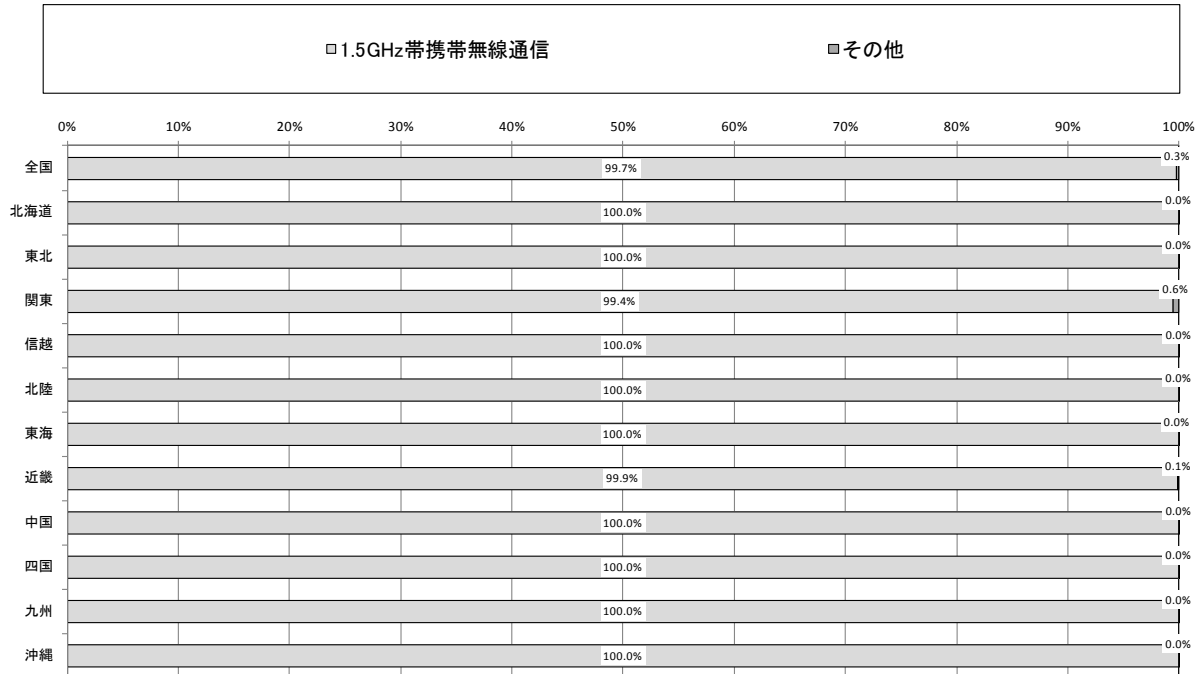 1.5GHz帯携帯無線通信 その他
0% 10% 20% 30% 40% 50% 60% 70% 80% 90% 100%
全国 99.7% 0.3%
北海道 100.0% 0.0%
東北 100.0% 0.0%
関東 99.4% 0.6%
信越 100.0% 0.0%
北陸 100.0% 0.0%
東海 100.0% 0.0%
近畿 99.9% 0.1%
中国 100.0% 0.0%
四国 100.0% 0.0%
九州 100.0% 0.0%
沖縄 100.0% 0.0%